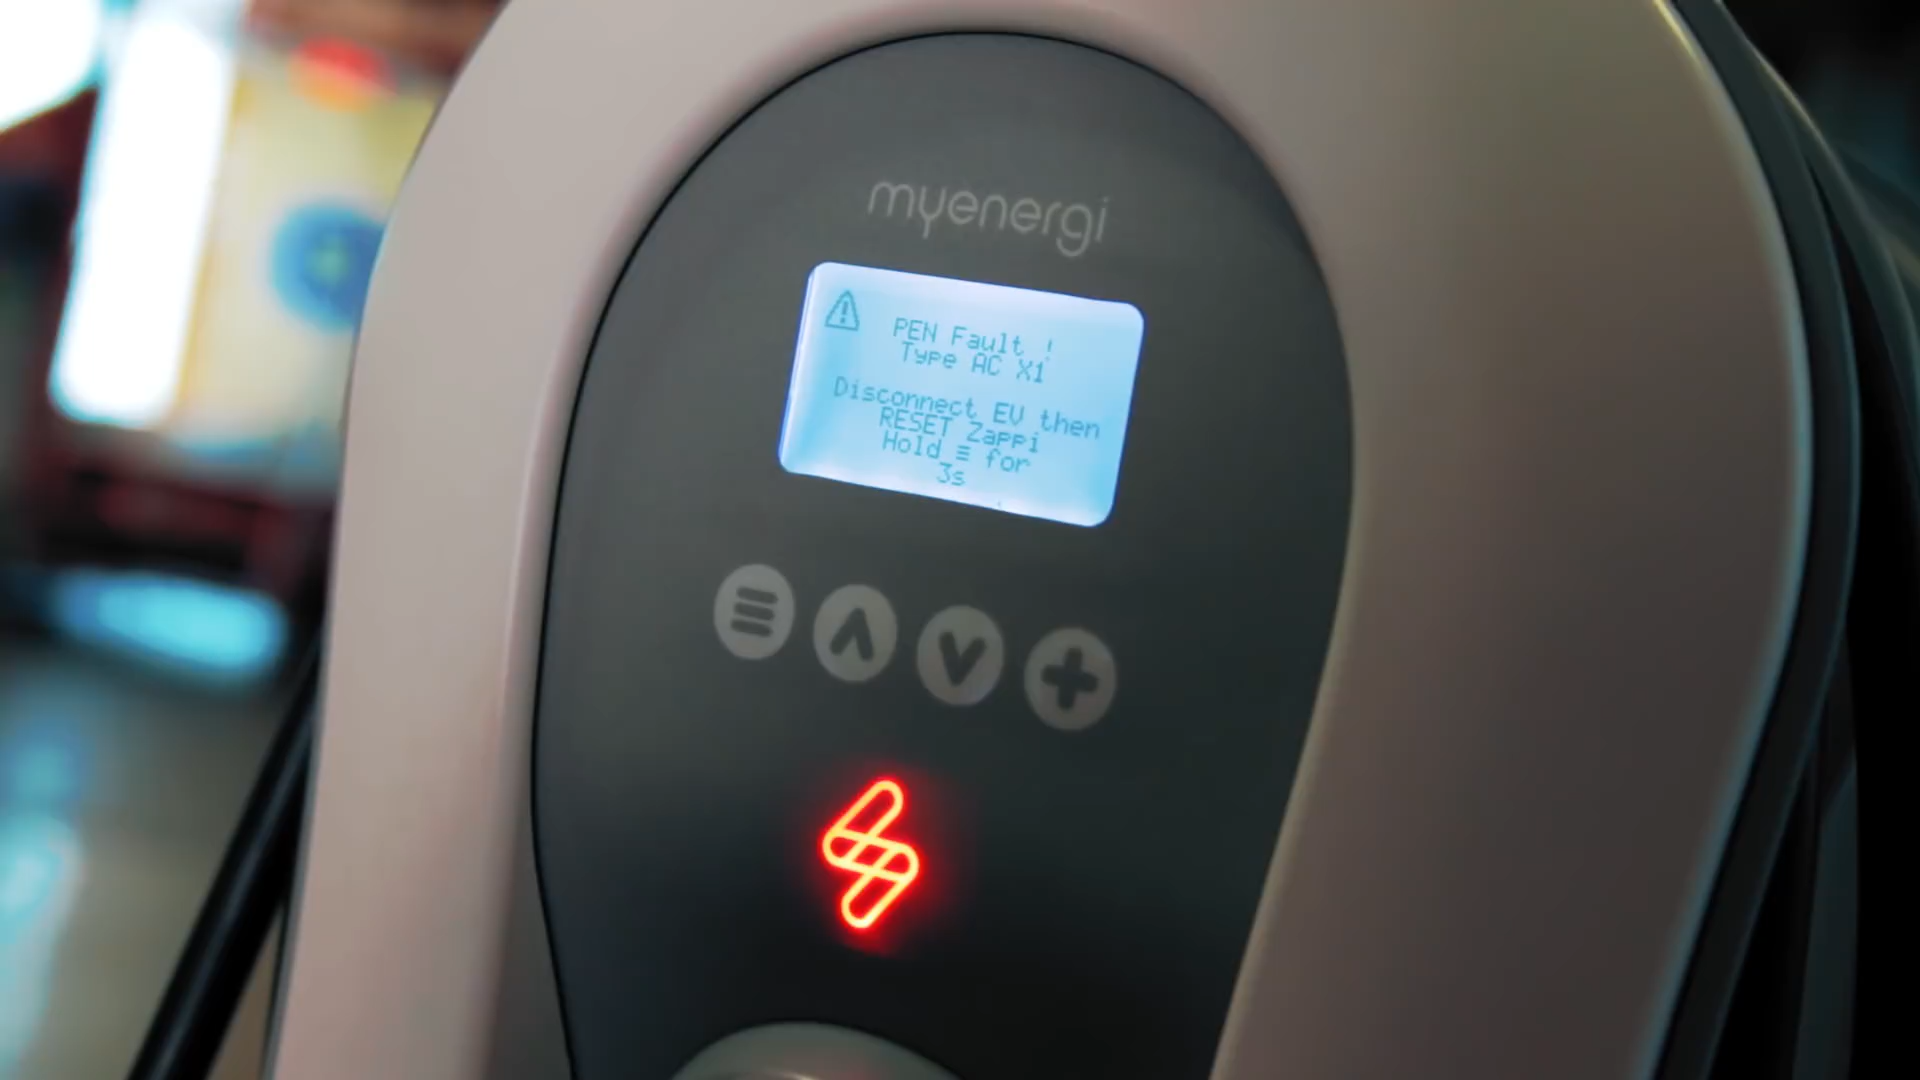 myenergi
PEN Fault !
Type AC X1
Disconnect EV then
RESET Zappi
Hold ≡ for
3s